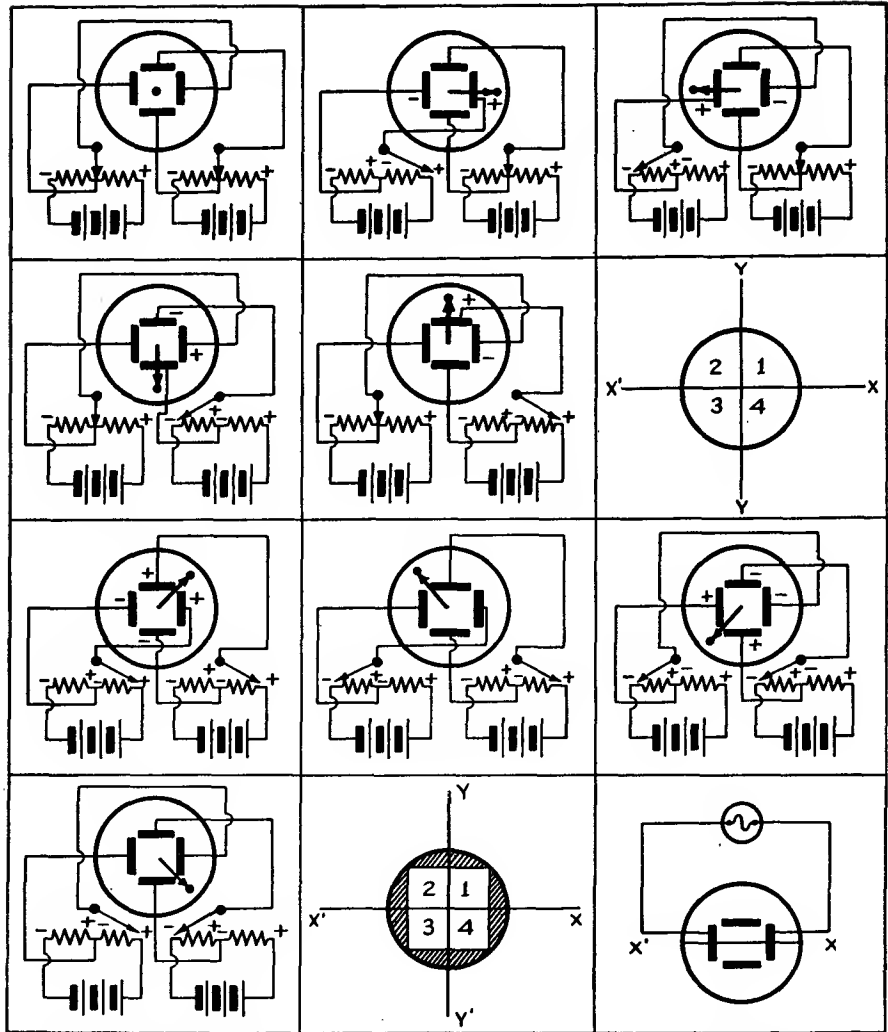 - + - +
- +
- + - + - +
+ -
- + - - +
-
+
- + - + - +
+
-
- + - + - +
Y
2 1
X' X
3 4
Y
+
- +
-
- + - + - + - +
- + - + - + - +
-
+ -
+
- + - + - + - +
- + - + - + - +
Y
2 1
X' X
3 4
Y'
X' X